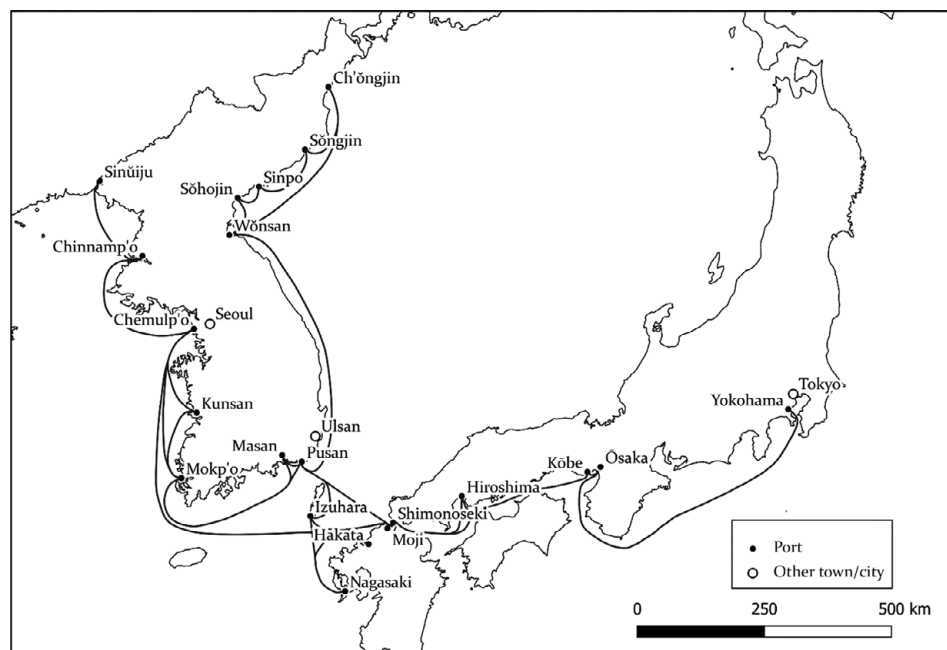 Ch'ŏngjin
Sŏngjin
Sinŭiju
Sinpo
Sŏhojin
Wŏnsan
Chinnamp'o
Seoul
Chemulp'o
Tokyo
Yokohama
Kunsan
Ulsan
Masan
Pusan
Mokp'o
Kōbe
Ōsaka
Hiroshima
Izuhara
Shimonoseki
Hākata
Moji
Nagasaki
Port
Other town/city
0 250 500 km